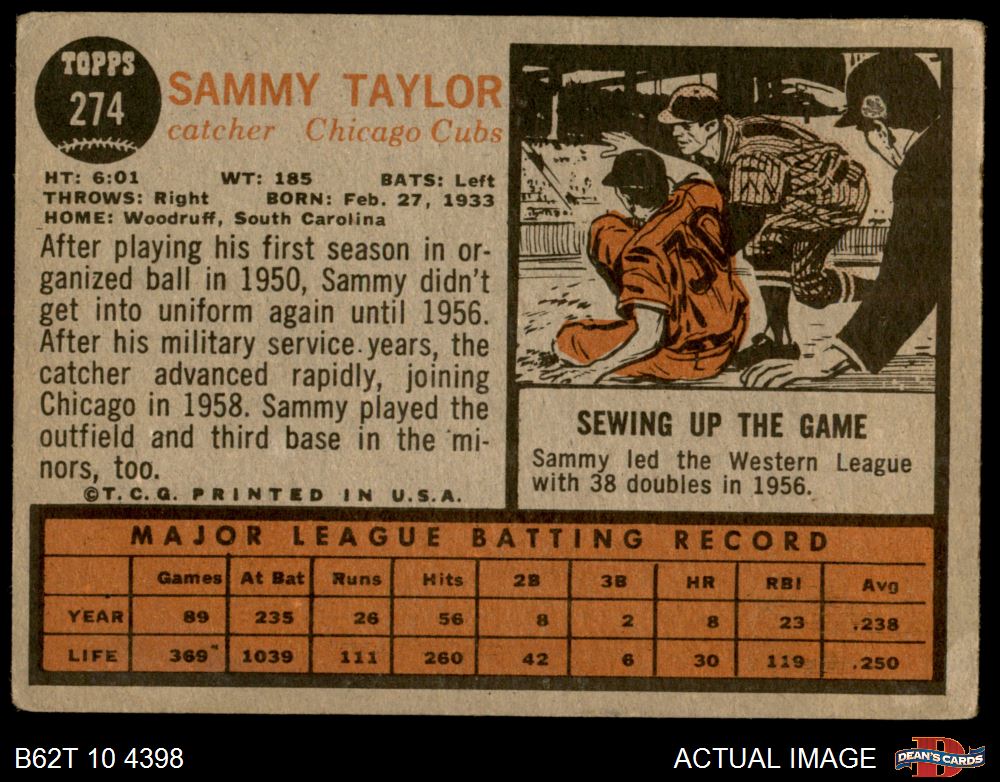 TOPPS
274
SAMMY TAYLOR
catcher Chicago Cubs
HT: 6:01 WT: 185 BATS: Left
THROWS: Right BORN: Feb. 27, 1933
HOME: Woodruff, South Carolina
After playing his first season in or-
ganized ball in 1950, Sammy didn't
get into uniform again until 1956.
After his military service years, the
catcher advanced rapidly, joining
Chicago in 1958. Sammy played the
outfield and third base in the mi-
nors, too.
©T.C.G. PRINTED IN U.S.A.
30
SEWING UP THE GAME
Sammy led the Western League
with 38 doubles in 1956.
MAJOR LEAGUE BATTING RECORD
Games At Bat Runs Hits 2B 3B HR RBI Avg
YEAR 89 235 26 56 8 2 8 23 .238
LIFE 369 1039 111 260 42 6 30 119 .250
B62T 10 4398
ACTUAL IMAGE
D
DEAN'S CARDS